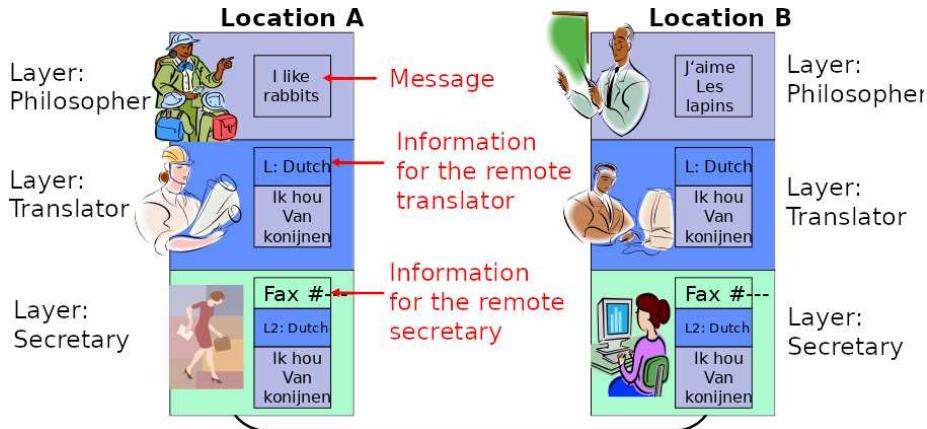 Location A
Location B
Layer:
Philosopher
I like
rabbits
Message
J'aime
Les
lapins
Layer:
Philosopher
Layer:
Translator
L: Dutch
Ik hou
Van
konijnen
Information
for the remote
translator
L: Dutch
Ik hou
Van
konijnen
Layer:
Translator
Layer:
Secretary
Fax #---
L2: Dutch
Ik hou
Van
konijnen
Information
for the remote
secretary
Fax #---
L2: Dutch
Ik hou
Van
konijnen
Layer:
Secretary